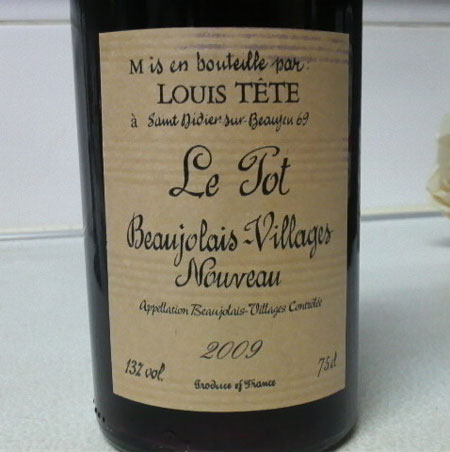 Mis en bouteille par:
LOUIS TÊTE
à Saint Didier-sur-Beaujeu 69
Le Pot
Beaujolais-Villages
Nouveau
Appellation Beaujolais-Villages Contrôlée
2009
13% vol. 75cl
Produce of France